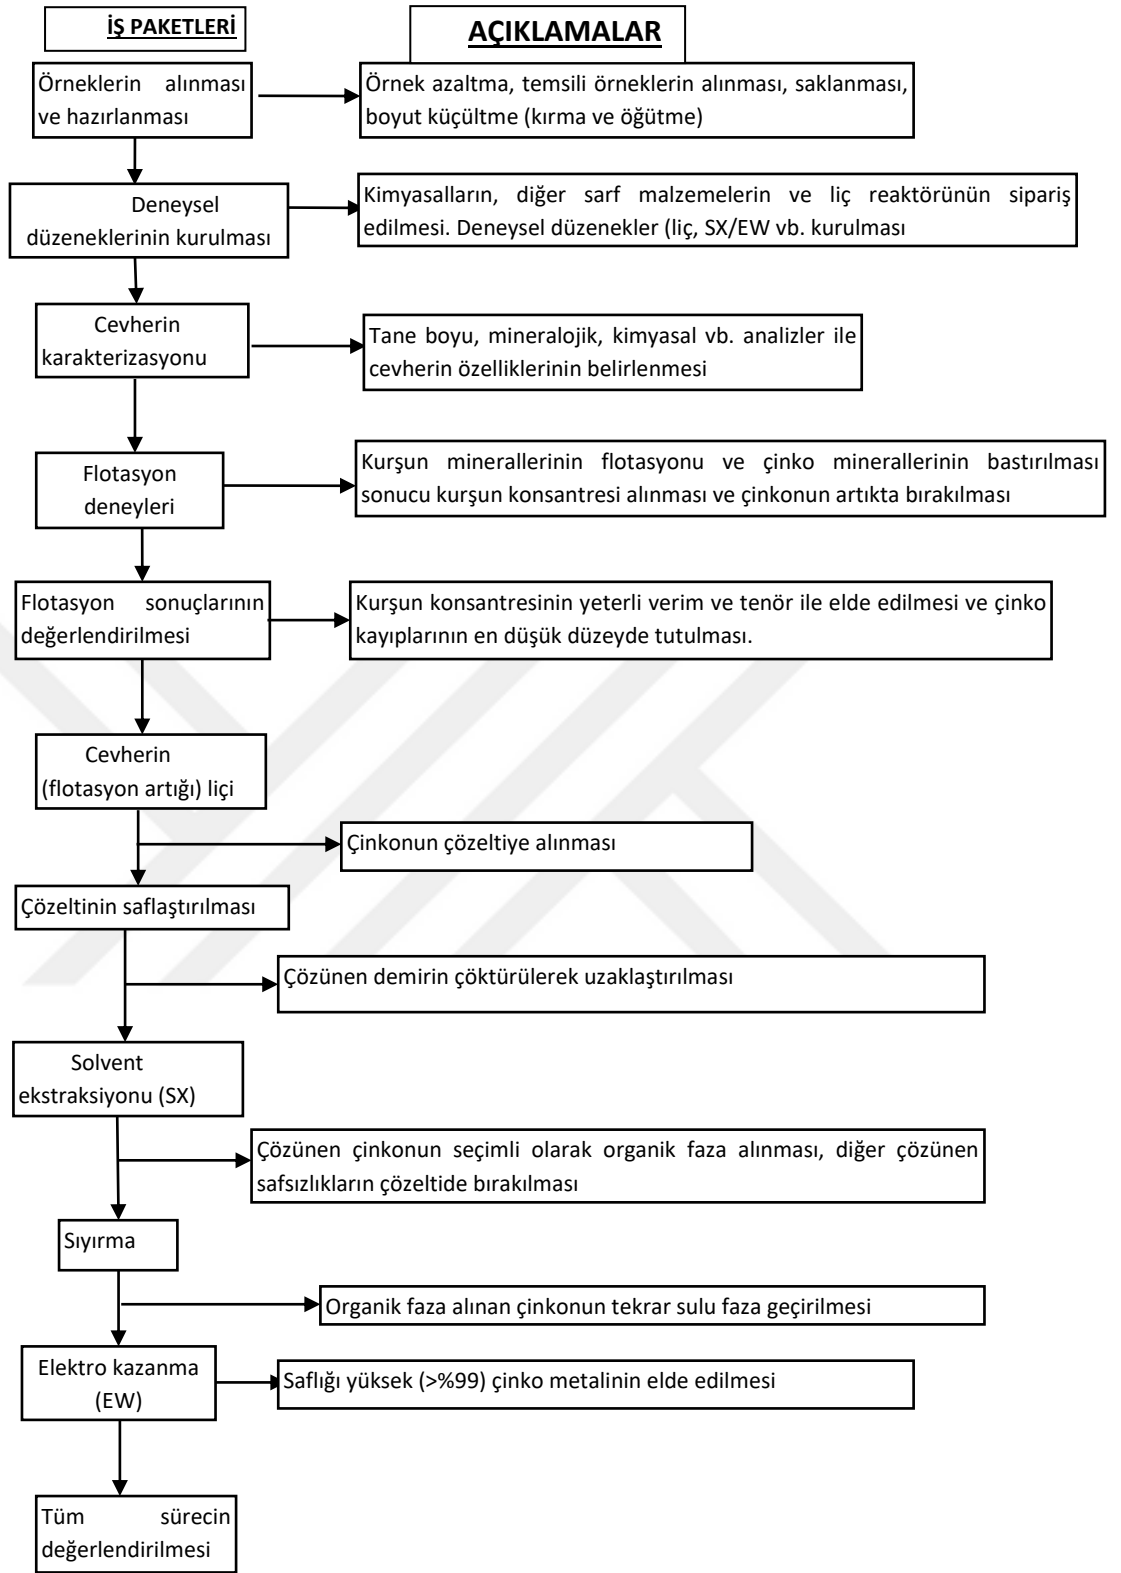 İŞ PAKETLERİ
AÇIKLAMALAR
Örneklerin alınması
ve hazırlanması
Örnek azaltma, temsili örneklerin alınması, saklanması,
boyut küçültme (kırma ve öğütme)
Deneysel
düzeneklerinin kurulması
Kimyasalların, diğer sarf malzemelerin ve liç reaktörünün sipariş
edilmesi. Deneysel düzenekler (liç, SX/EW vb. kurulması
Cevherin
karakterizasyonu
Tane boyu, mineralojik, kimyasal vb. analizler ile
cevherin özelliklerinin belirlenmesi
Flotasyon
deneyleri
Kurşun minerallerinin flotasyonu ve çinko minerallerinin bastırılması
sonucu kurşun konsantresi alınması ve çinkonun artıkta bırakılması
Flotasyon sonuçlarının
değerlendirilmesi
Kurşun konsantresinin yeterli verim ve tenör ile elde edilmesi ve çinko
kayıplarının en düşük düzeyde tutulması.
Cevherin
(flotasyon artığı) liçi
Çinkonun çözeltiye alınması
Çözeltinin saflaştırılması
Çözünen demirin çöktürülerek uzaklaştırılması
Solvent
ekstraksiyonu (SX)
Çözünen çinkonun seçimli olarak organik faza alınması, diğer çözünen
safsızlıkların çözeltide bırakılması
Sıyırma
Organik faza alınan çinkonun tekrar sulu faza geçirilmesi
Elektro kazanma
(EW)
Saflığı yüksek (>%99) çinko metalinin elde edilmesi
Tüm sürecin
değerlendirilmesi